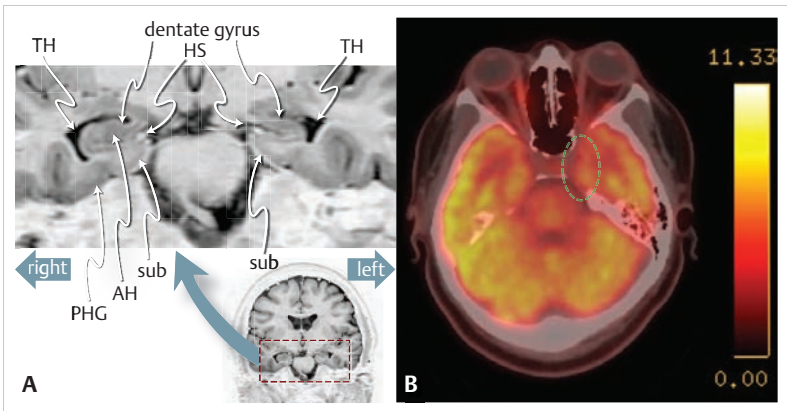 TH
dentate gyrus
HS
TH
right
left
PHG
AH
sub
sub
A
11.33
0.00
B